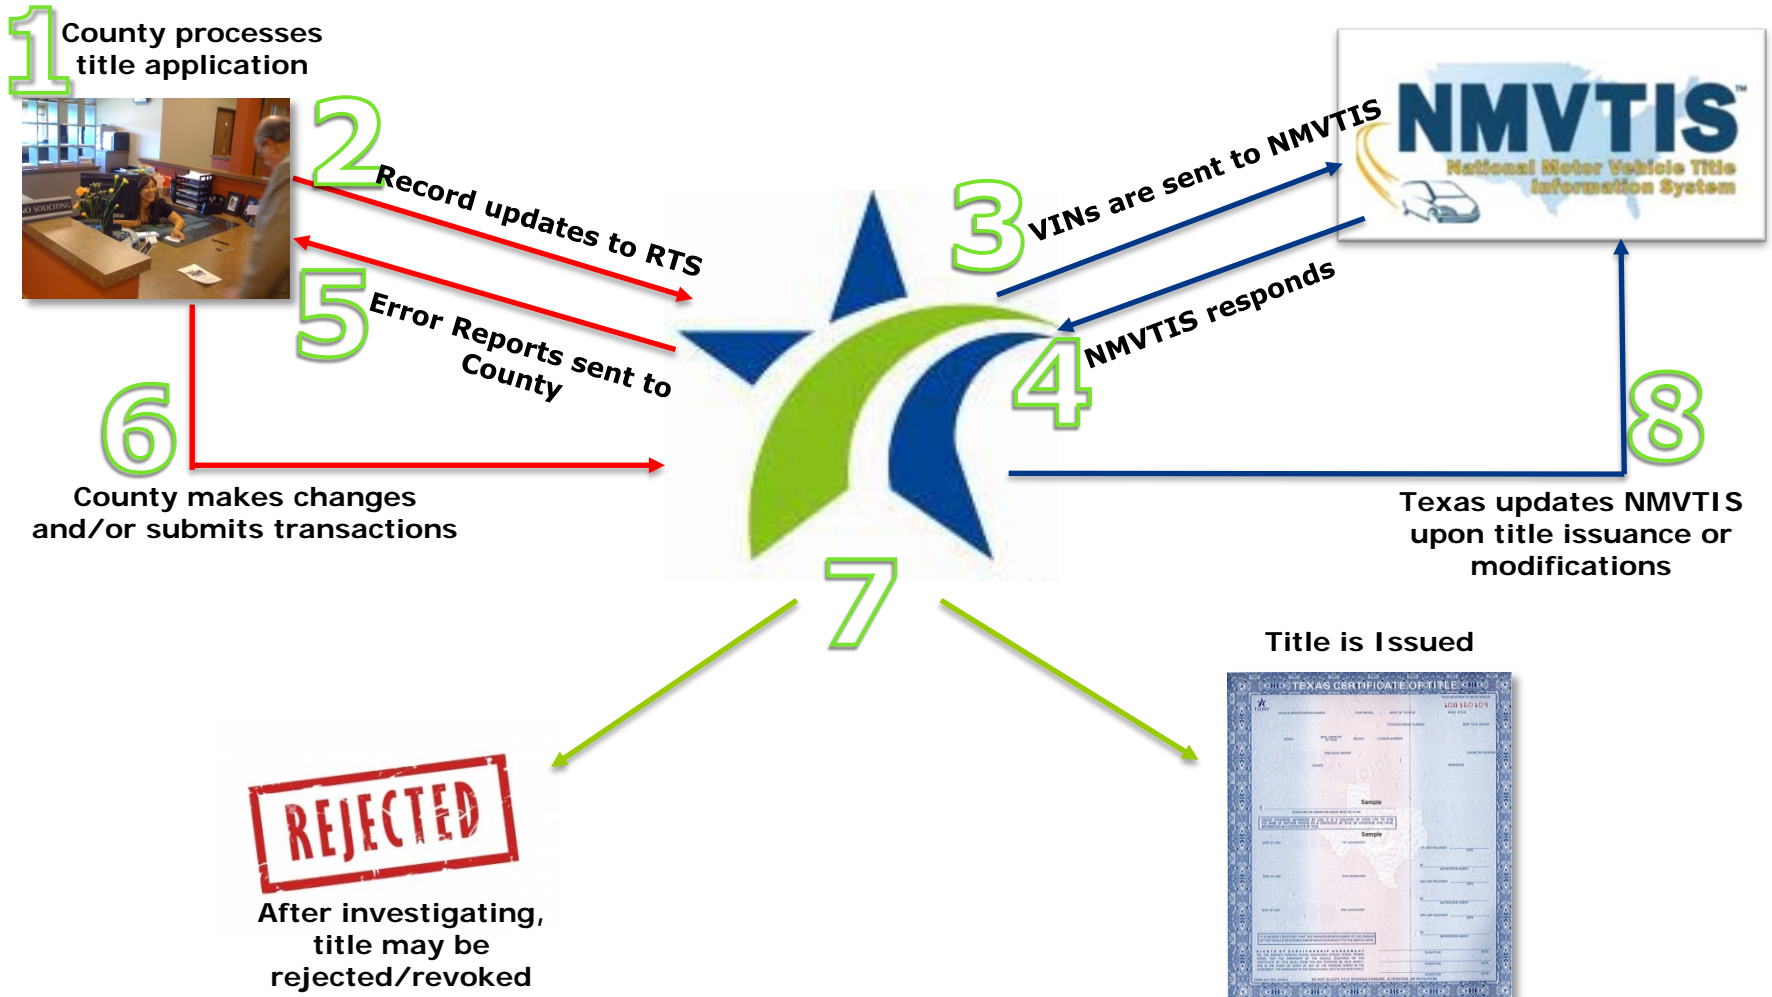 1
County processes
title application
NO SOLICITING
2
Record updates to RTS
3
VINs are sent to NMVTIS
NMVTIS™
National Motor Vehicle Title
Information System
4
NMVTIS responds
5
Error Reports sent to
County
6
County makes changes
and/or submits transactions
7
8
Texas updates NMVTIS
upon title issuance or
modifications
REJECTED
After investigating,
title may be
rejected/revoked
Title is Issued
TEXAS CERTIFICATE OF TITLE
Sample
Sample